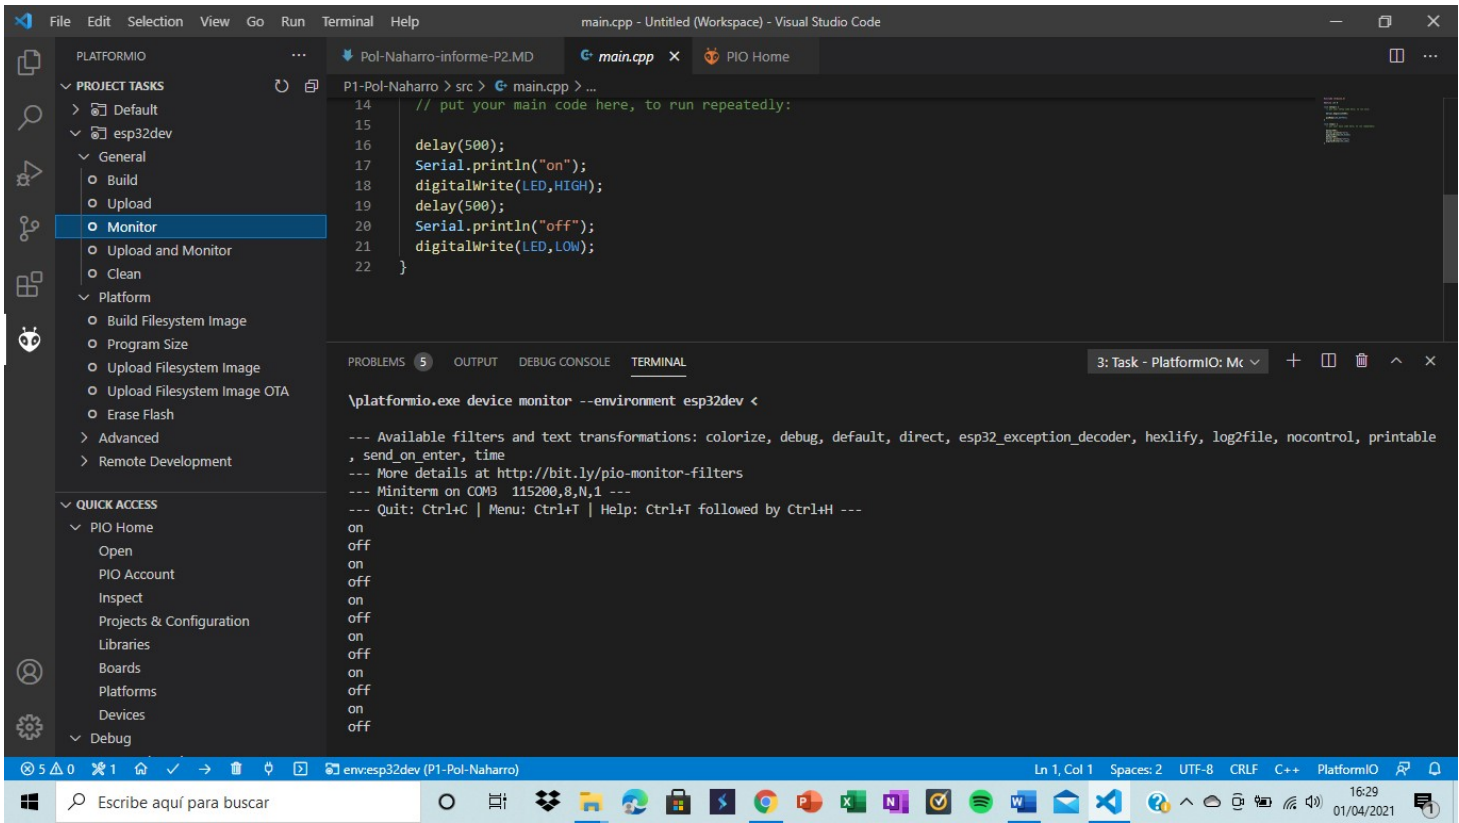 File Edit Selection View Go Run Terminal Help main.cpp - Untitled (Workspace) - Visual Studio Code
PLATFORMIO
PROJECT TASKS
Default
esp32dev
General
Build
Upload
Monitor
Upload and Monitor
Clean
Platform
Build Filesystem Image
Program Size
Upload Filesystem Image
Upload Filesystem Image OTA
Erase Flash
Advanced
Remote Development
QUICK ACCESS
PIO Home
Open
PIO Account
Inspect
Projects & Configuration
Libraries
Boards
Platforms
Devices
Debug
Pol-Naharro-informe-P2.MD main.cpp PIO Home
P1-Pol-Naharro > src > main.cpp > ...
14 // put your main code here, to run repeatedly:
15
16 delay(500);
17 Serial.println("on");
18 digitalWrite(LED,HIGH);
19 delay(500);
20 Serial.println("off");
21 digitalWrite(LED,LOW);
22 }
PROBLEMS 5 OUTPUT DEBUG CONSOLE TERMINAL 3: Task - PlatformIO: Mc
\platformio.exe device monitor --environment esp32dev <
--- Available filters and text transformations: colorize, debug, default, direct, esp32_exception_decoder, hexlify, log2file, nocontrol, printable
, send_on_enter, time
--- More details at http://bit.ly/pio-monitor-filters
--- Miniterm on COM3 115200,8,N,1 ---
--- Quit: Ctrl+C | Menu: Ctrl+T | Help: Ctrl+T followed by Ctrl+H ---
on
off
on
off
on
off
on
off
on
off
on
off
5 0 1 env:esp32dev (P1-Pol-Naharro) Ln 1, Col 1 Spaces: 2 UTF-8 CRLF C++ PlatformIO
Escribe aquí para buscar
16:29
01/04/2021
1